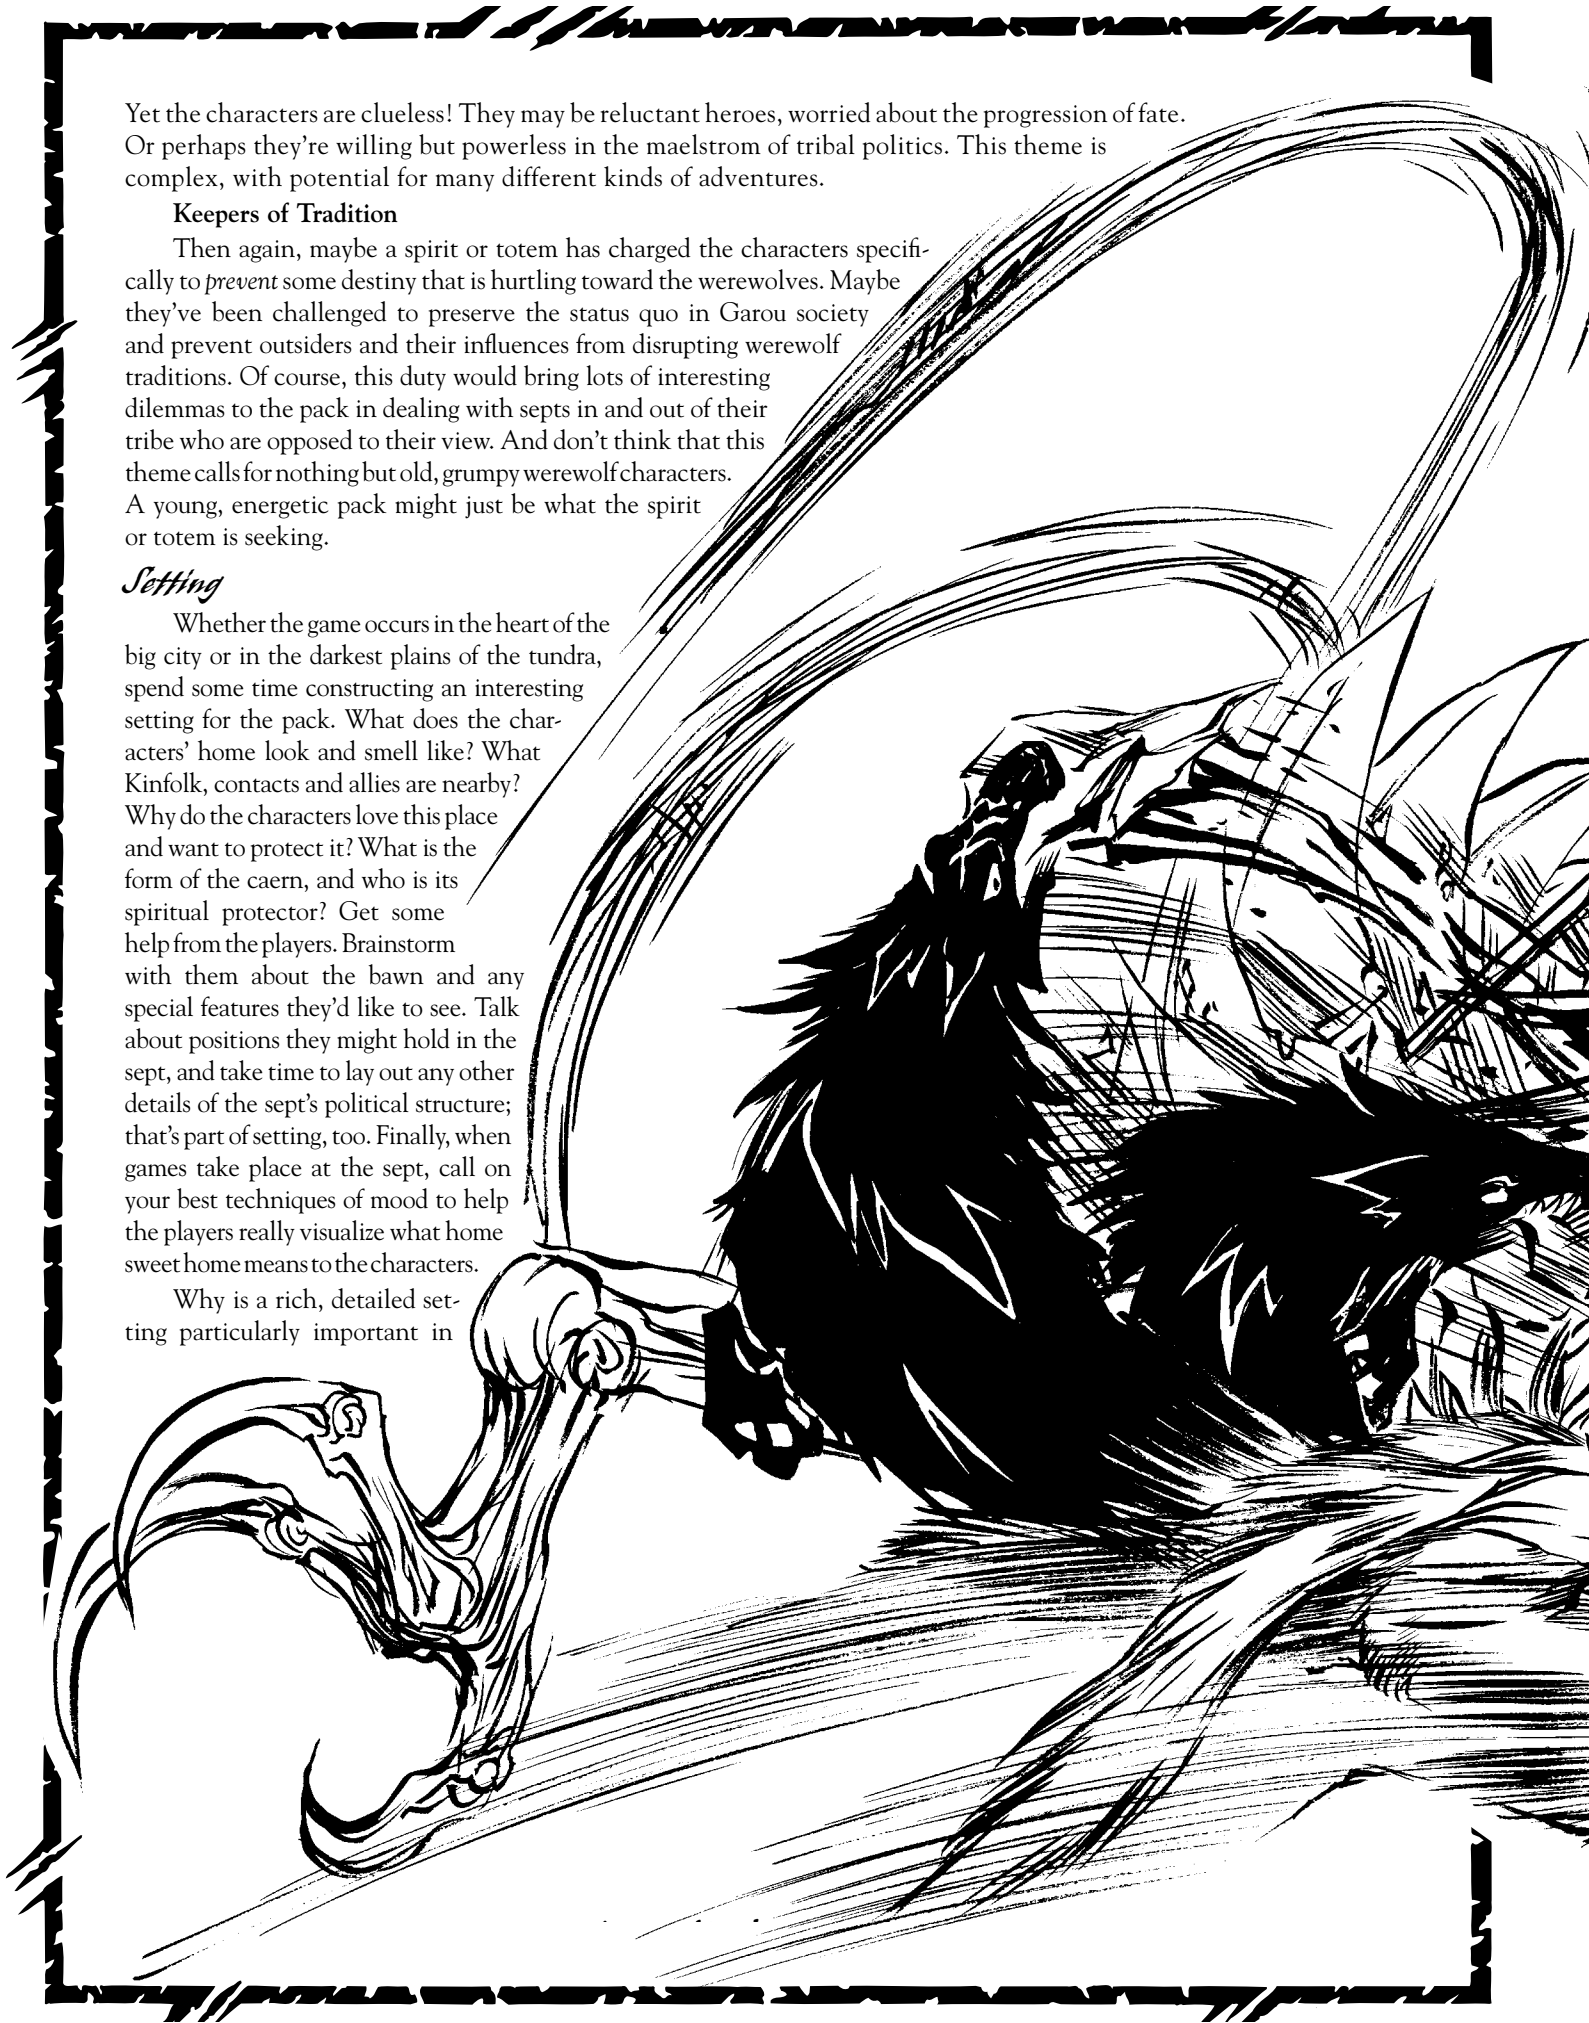 Yet the characters are clueless! They may be reluctant heroes, worried about the progression of fate.
Or perhaps they're willing but powerless in the maelstrom of tribal politics. This theme is
complex, with potential for many different kinds of adventures.
Keepers of Tradition
Then again, maybe a spirit or totem has charged the characters specifi-
cally to prevent some destiny that is hurtling toward the werewolves. Maybe
they've been challenged to preserve the status quo in Garou society
and prevent outsiders and their influences from disrupting werewolf
traditions. Of course, this duty would bring lots of interesting
dilemmas to the pack in dealing with septs in and out of their
tribe who are opposed to their view. And don't think that this
theme calls for nothing but old, grumpy werewolf characters.
A young, energetic pack might just be what the spirit
or totem is seeking.
Setting
Whether the game occurs in the heart of the
big city or in the darkest plains of the tundra,
spend some time constructing an interesting
setting for the pack. What does the char-
acters' home look and smell like? What
Kinfolk, contacts and allies are nearby?
Why do the characters love this place
and want to protect it? What is the
form of the caern, and who is its
spiritual protector? Get some
help from the players. Brainstorm
with them about the bawn and any
special features they'd like to see. Talk
about positions they might hold in the
sept, and take time to lay out any other
details of the sept's political structure;
that's part of setting, too. Finally, when
games take place at the sept, call on
your best techniques of mood to help
the players really visualize what home
sweet home means to the characters.
Why is a rich, detailed set-
ting particularly important in